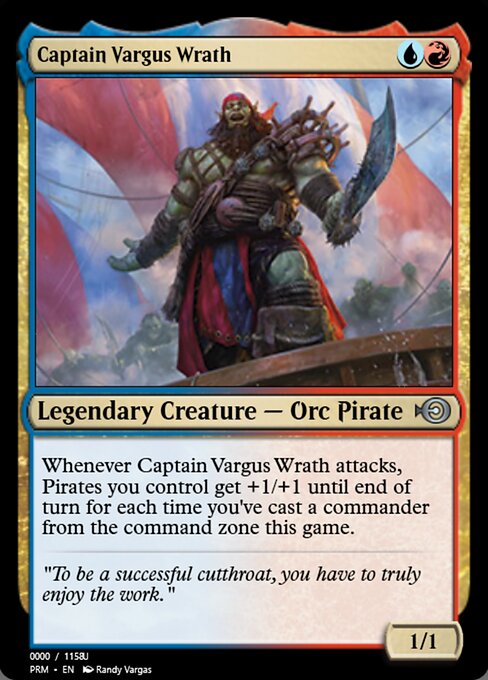 Captain Vargus Wrath
Legendary Creature — Orc Pirate
Whenever Captain Vargus Wrath attacks,
Pirates you control get +1/+1 until end of
turn for each time you've cast a commander
from the command zone this game.
"To be a successful cutthroat, you have to truly
enjoy the work."
1/1
0000 / 1158U
PRM • EN Randy Vargas